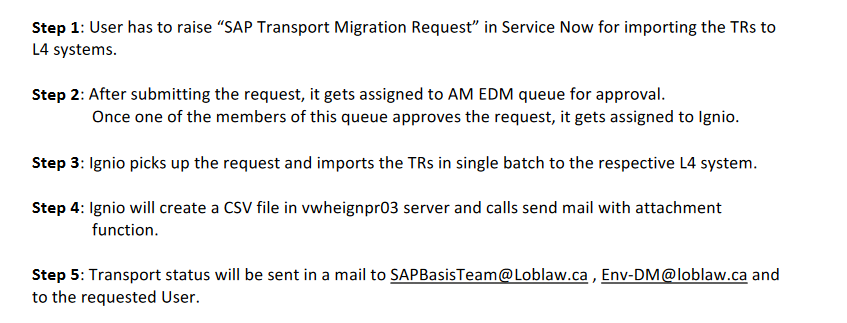 Step 1: User has to raise “SAP Transport Migration Request” in Service Now for importing the TRs to
L4 systems.
Step 2: After submitting the request, it gets assigned to AM EDM queue for approval.
Once one of the members of this queue approves the request, it gets assigned to Ignio.
Step 3: Ignio picks up the request and imports the TRs in single batch to the respective L4 system.
Step 4: Ignio will create a CSV file in vwheignpr03 server and calls send mail with attachment
function.
Step 5: Transport status will be sent in a mail to SAPBasisTeam@Loblaw.ca , Env-DM@loblaw.ca and
to the requested User.